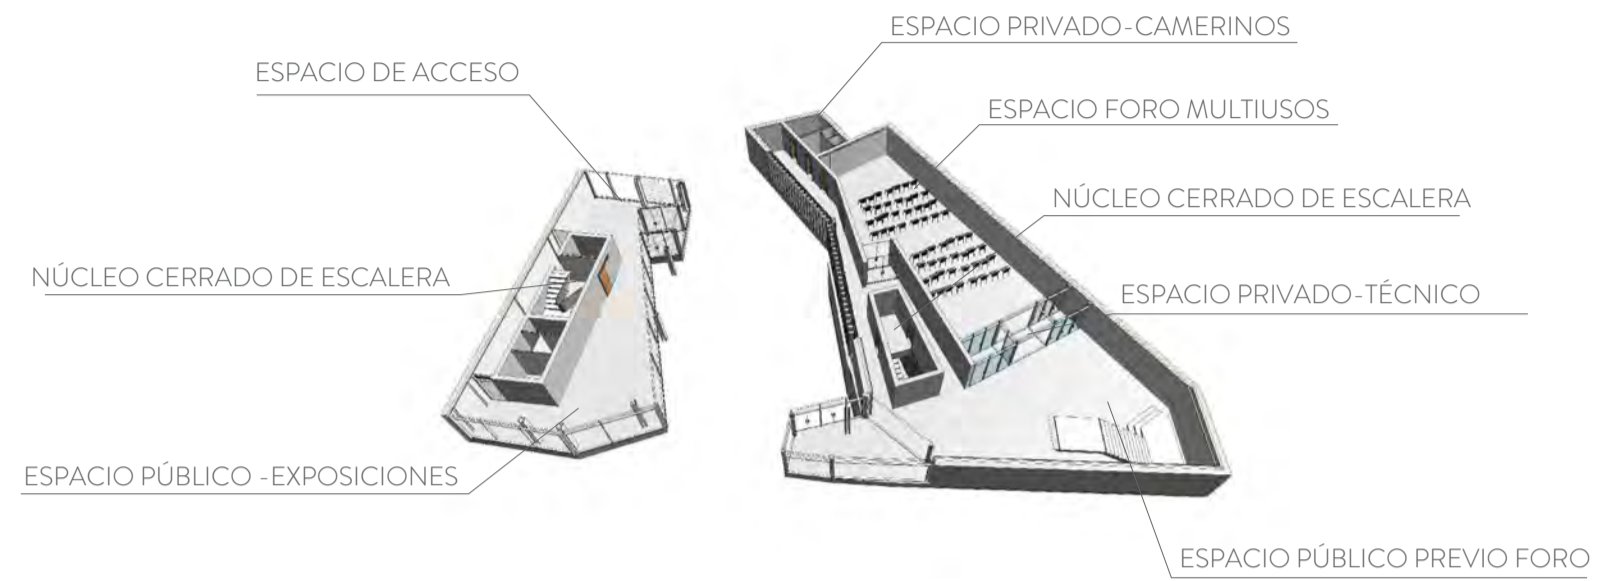 ESPACIO PRIVADO-CAMERINOS
ESPACIO DE ACCESO
ESPACIO FORO MULTIUSOS
NÚCLEO CERRADO DE ESCALERA
NÚCLEO CERRADO DE ESCALERA
ESPACIO PRIVADO-TÉCNICO
ESPACIO PÚBLICO -EXPOSICIONES
ESPACIO PÚBLICO PREVIO FORO